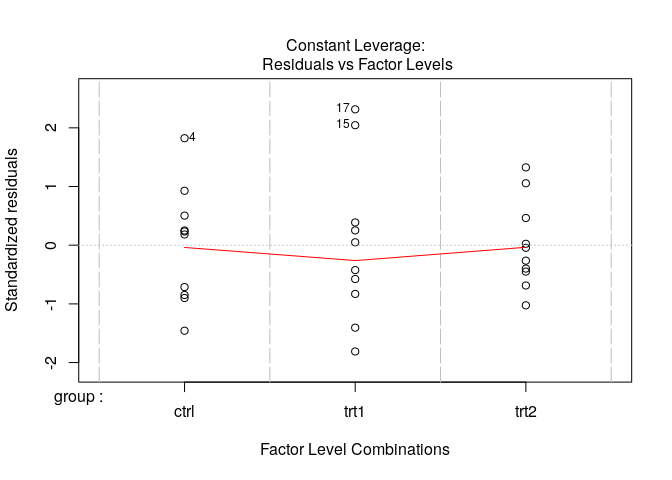 Constant Leverage:
Residuals vs Factor Levels
Standardized residuals
2
1
0
-1
-2
4
17
15
group :
ctrl
trt1
trt2
Factor Level Combinations